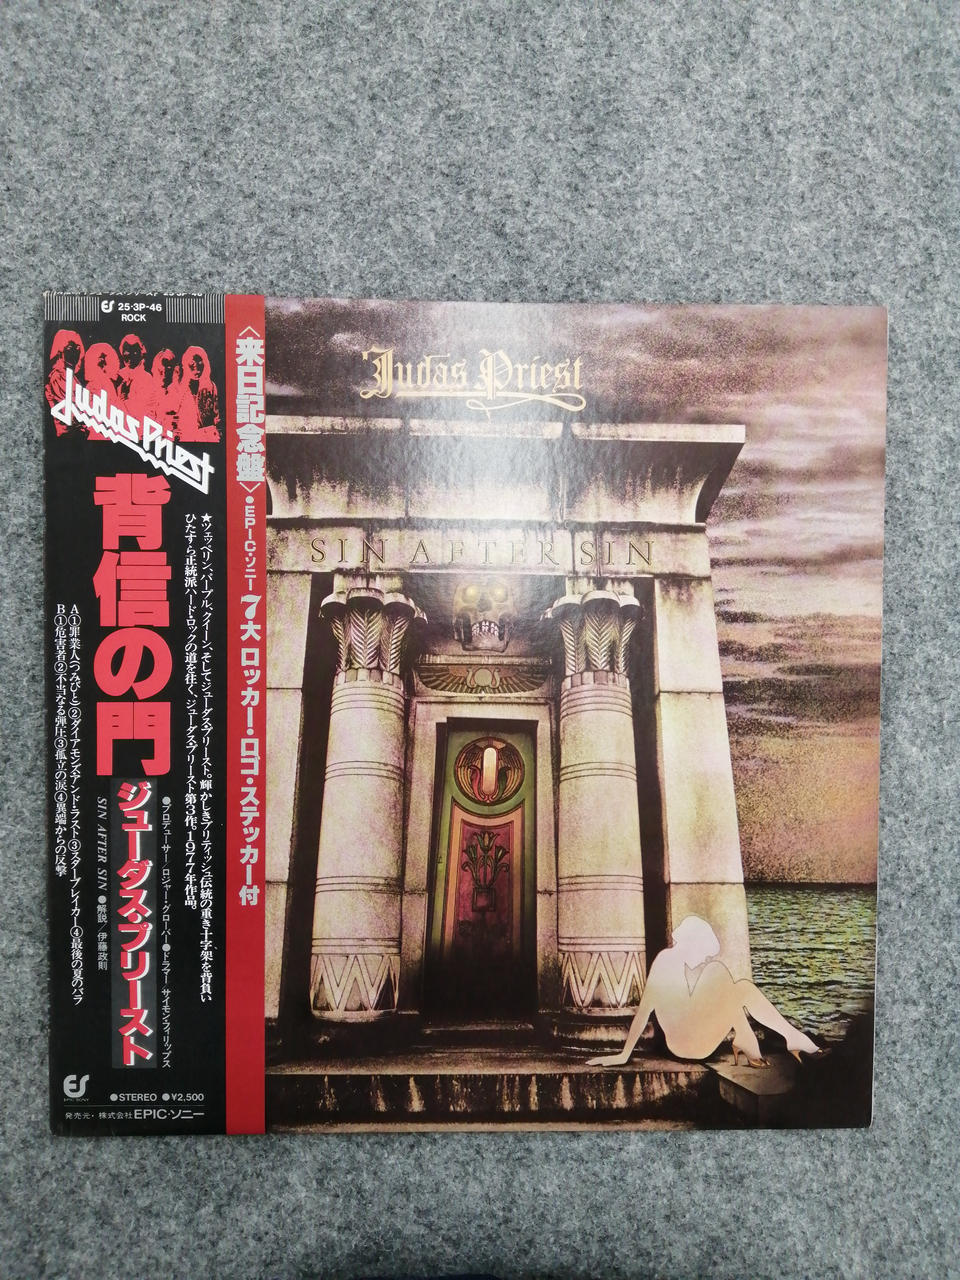 25·3P-46
ROCK
Judas Priest
背信の門
ジューダス・プリースト
SIN AFTER SIN ●解説／伊藤政則
●プロデューサー／ロジャー・グローバー●ドラマー／サイモン・フィリップス
★ツェッペリン、パープル、クイーン、そしてジューダス・プリースト。輝かしきブリティッシュ伝統の重き十字架を背負い
ひたすら正統派ハード・ロックの道を往く、ジューダス・プリースト第3作。1977年作品。
A①罪業人(つみびと)②ダイアモンズ・アンド・ラスト③スターブレイカー④最後の夏のバラ
B①危害者②不当なる弾圧③孤立の涙④異端からの反撃
ES
EPIC SONY
●STEREO ●¥2,500
発売元・株式会社EPIC・ソニー
〈来日記念盤〉●EPIC・ソニー7大ロッカー・ロゴ・ステッカー付
Judas Priest
SIN AFTER SIN